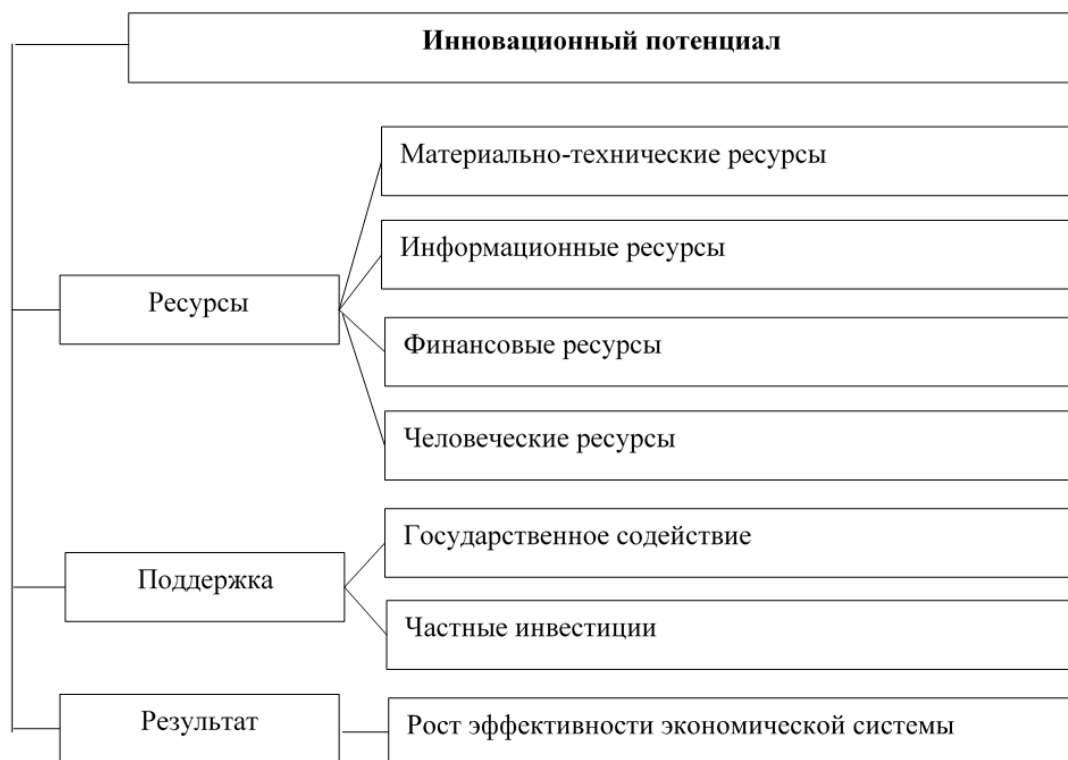 Инновационный потенциал
Материально-технические ресурсы
Информационные ресурсы
Ресурсы
Финансовые ресурсы
Человеческие ресурсы
Государственное содействие
Поддержка
Частные инвестиции
Результат
Рост эффективности экономической системы